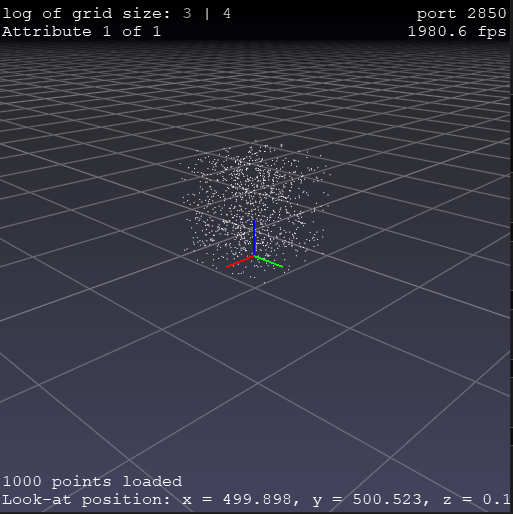 log of grid size: 3 | 4
port 2850
Attribute 1 of 1
1980.6 fps
1000 points loaded
Look-at position: x = 499.898, y = 500.523, z = 0.1